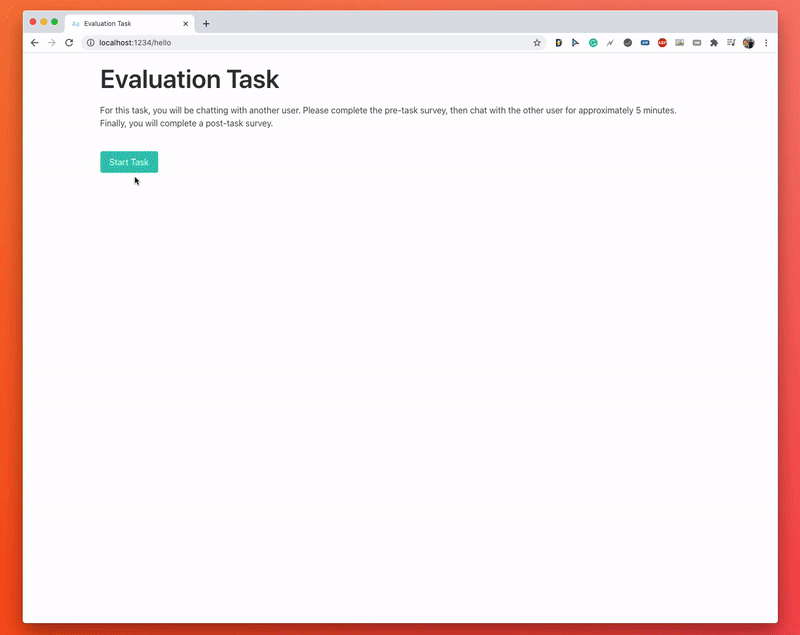 Evaluation Task
localhost:1234/hello
Evaluation Task
For this task, you will be chatting with another user. Please complete the pre-task survey, then chat with the other user for approximately 5 minutes.
Finally, you will complete a post-task survey.
Start Task